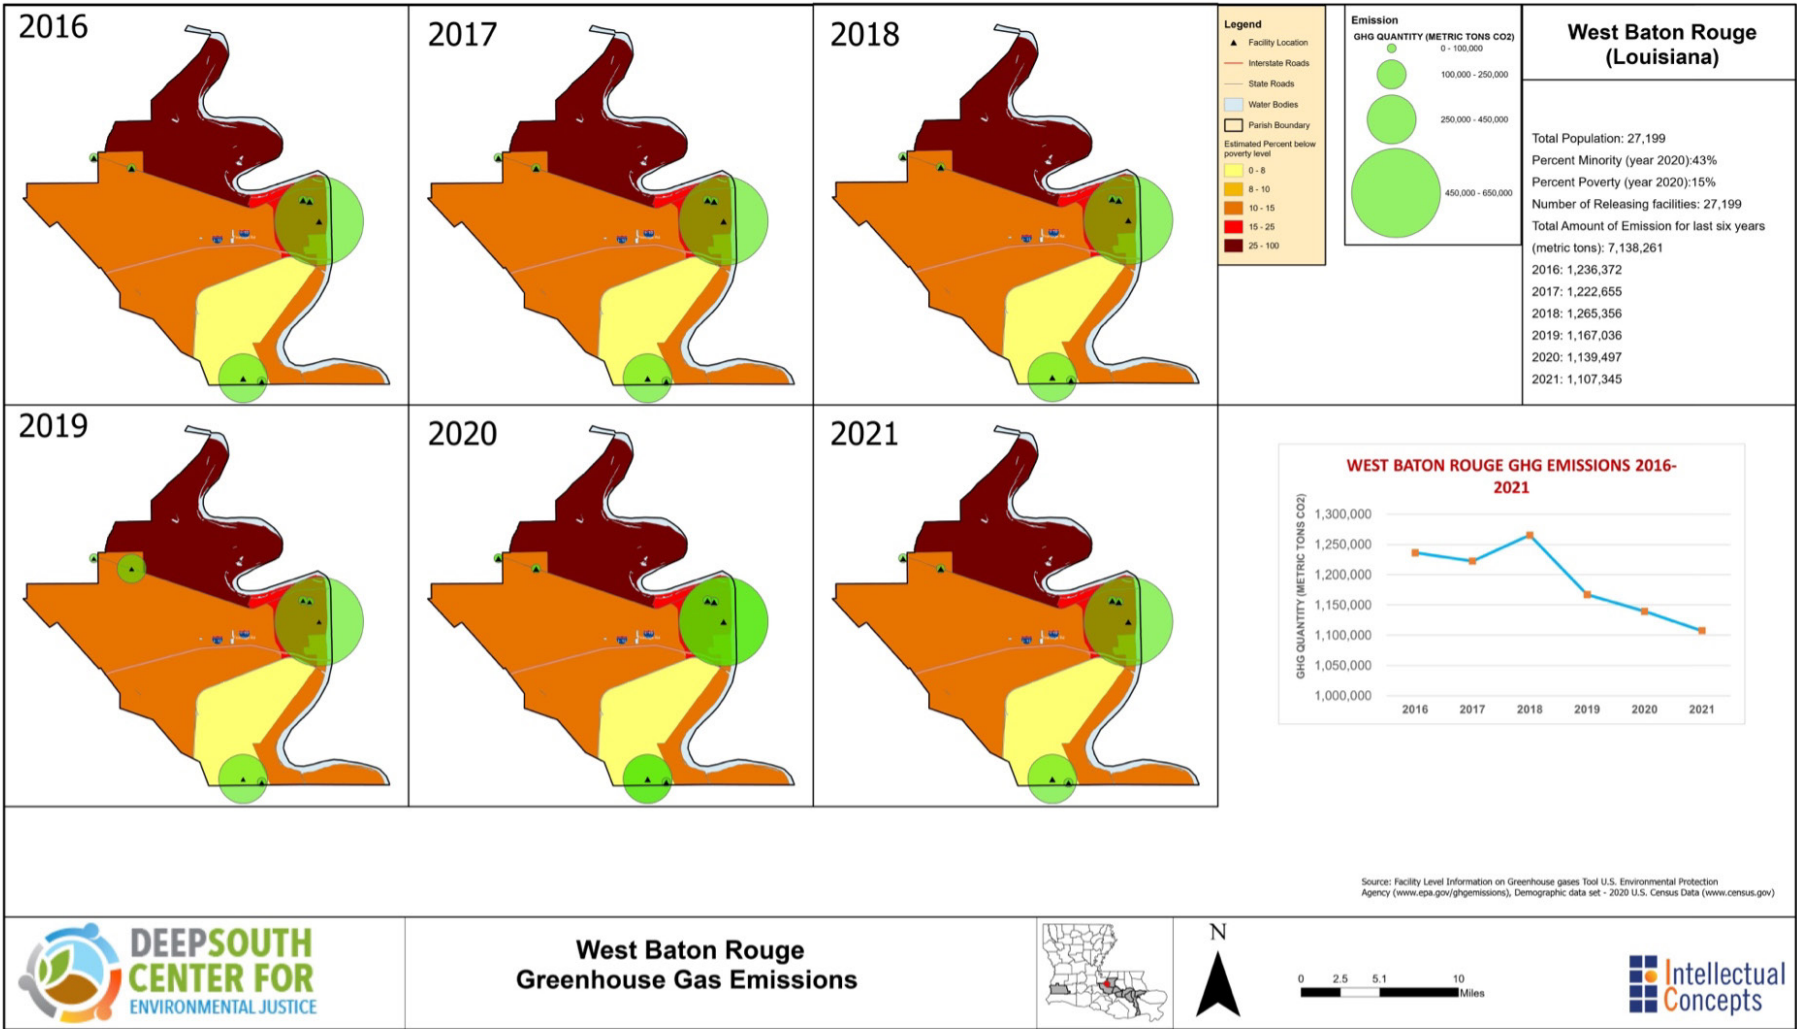 2016
2017
2018
Legend
Facility Location
Interstate Roads
State Roads
Water Bodies
Parish Boundary
Estimated Percent below
poverty level
0 - 8
8 - 10
10 - 15
15 - 25
25 - 100
Emission
GHG QUANTITY (METRIC TONS CO2)
0 - 100,000
100,000 - 250,000
250,000 - 450,000
450,000 - 650,000
West Baton Rouge
(Louisiana)
Total Population: 27,199
Percent Minority (year 2020):43%
Percent Poverty (year 2020):15%
Number of Releasing facilities: 27,199
Total Amount of Emission for last six years
(metric tons): 7,138,261
2016: 1,236,372
2017: 1,222,655
2018: 1,265,356
2019: 1,167,036
2020: 1,139,497
2021: 1,107,345
2019
2020
2021
WEST BATON ROUGE GHG EMISSIONS 2016-
2021
GHG QUANTITY (METRIC TONS CO2)
1,300,000
1,250,000
1,200,000
1,150,000
1,100,000
1,050,000
1,000,000
2016 2017 2018 2019 2020 2021
Source: Facility Level Information on Greenhouse gases Tool U.S. Environmental Protection
Agency (www.epa.gov/ghgemissions), Demographic data set - 2020 U.S. Census Data (www.census.gov)
DEEPSOUTH
CENTER FOR
ENVIRONMENTAL JUSTICE
West Baton Rouge
Greenhouse Gas Emissions
N
0 2.5 5.1 10
Miles
Intellectual
Concepts